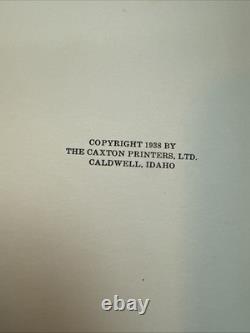 COPYRIGHT 1938 BY
THE CAXTON PRINTERS, LTD.
CALDWELL, IDAHO